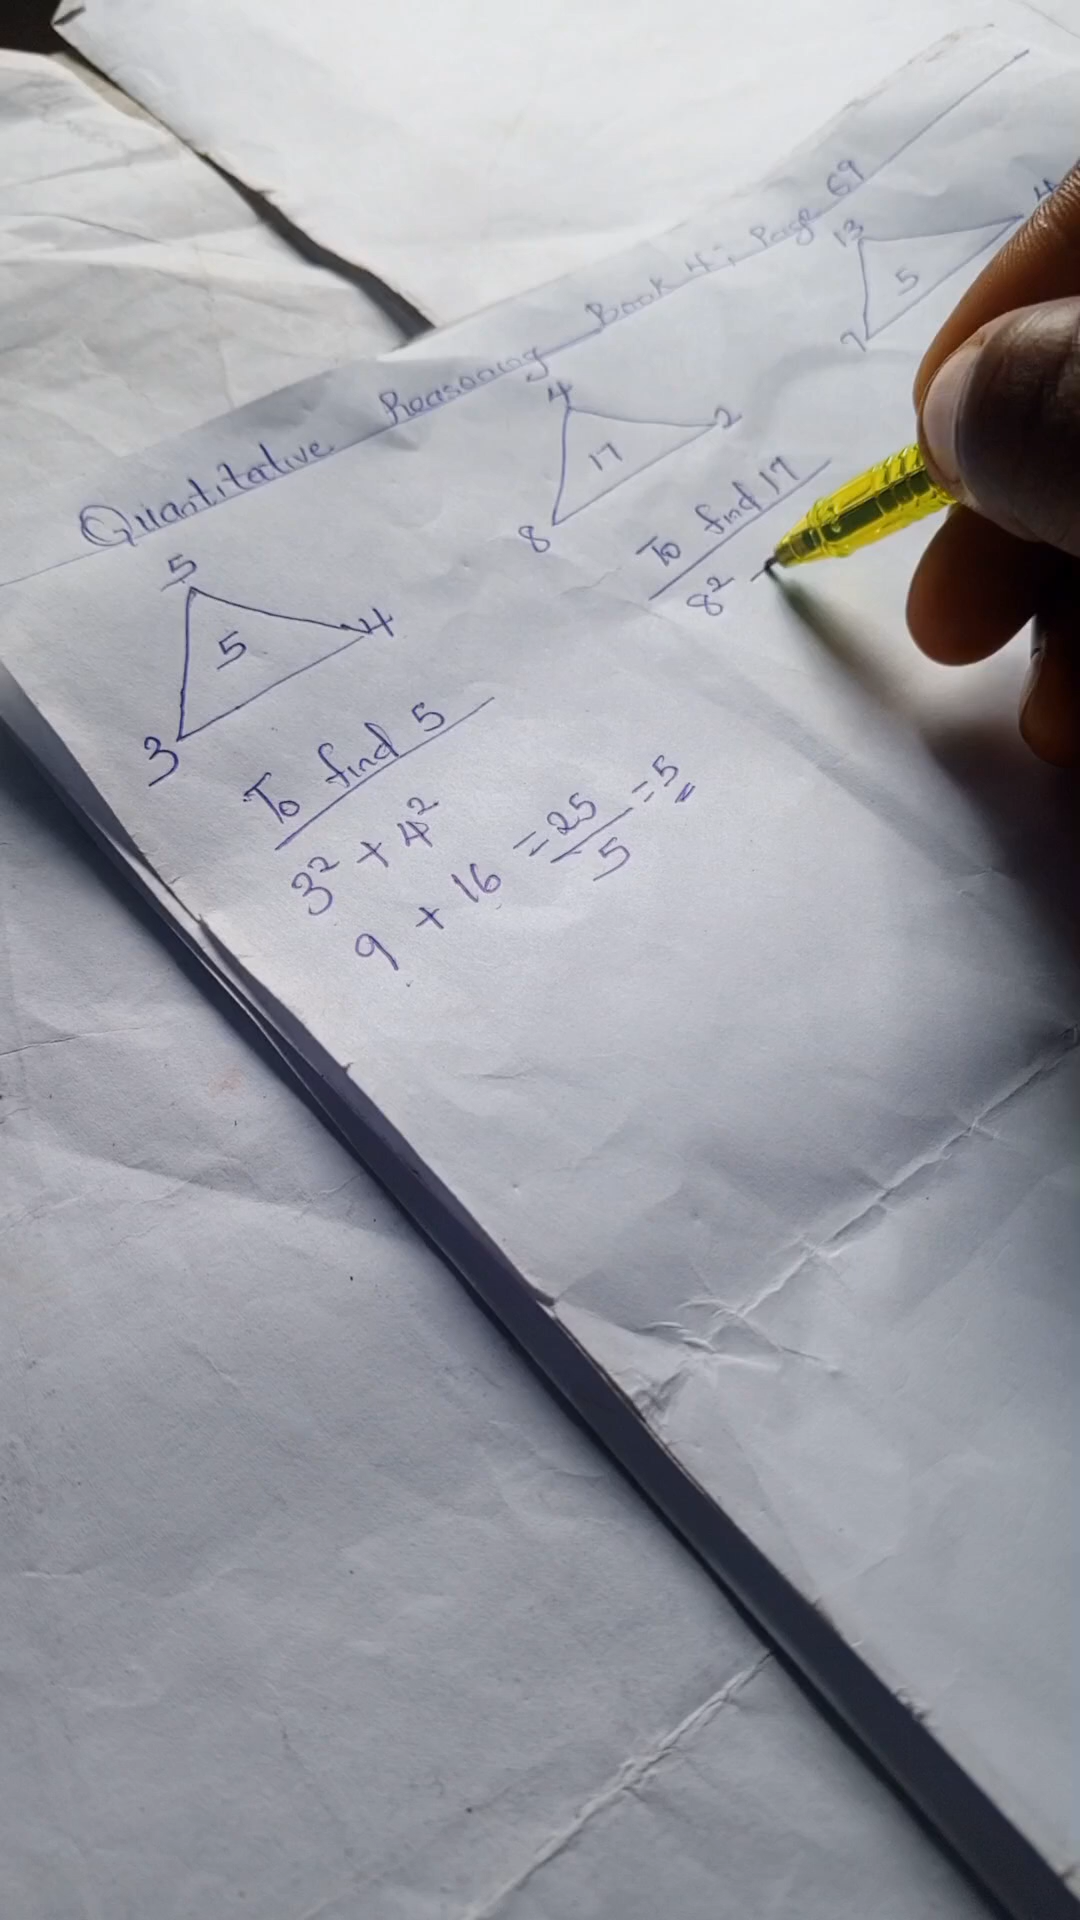 Quantitative Reasoning Book 4; Page 69
5
5
4
3
To find 5
3² + 4²
9 + 16 = 25/5 = 5
4
17
2
8
To find 17
8²
13
5
4
7